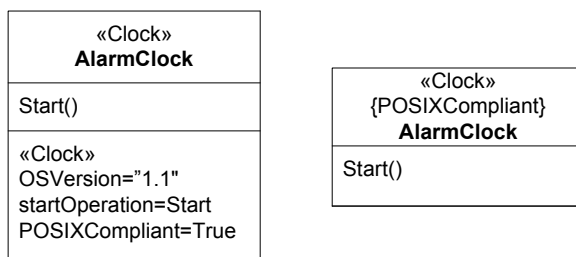 «Clock»
AlarmClock
Start()
«Clock»
OSVersion=”1.1"
startOperation=Start
POSIXCompliant=True
«Clock»
{POSIXCompliant}
AlarmClock
Start()